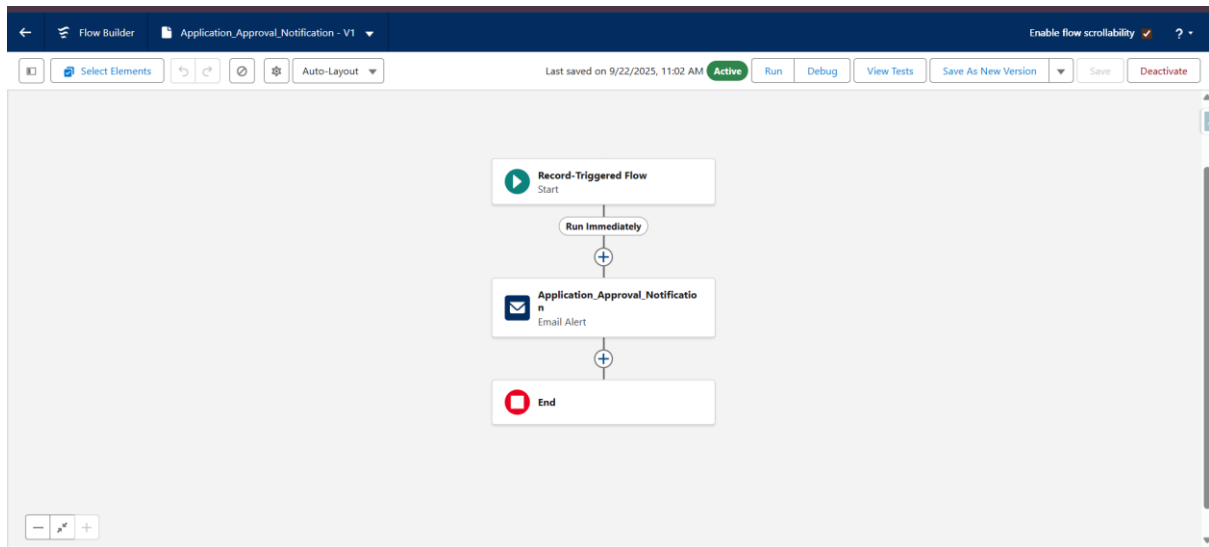 Flow Builder Application_Approval_Notification - V1 Enable flow scrollability ?
Select Elements Auto-Layout Last saved on 9/22/2025, 11:02 AM Active Run Debug View Tests Save As New Version Save Deactivate
Record-Triggered Flow
Start
Run Immediately
Application_Approval_Notificatio
n
Email Alert
End